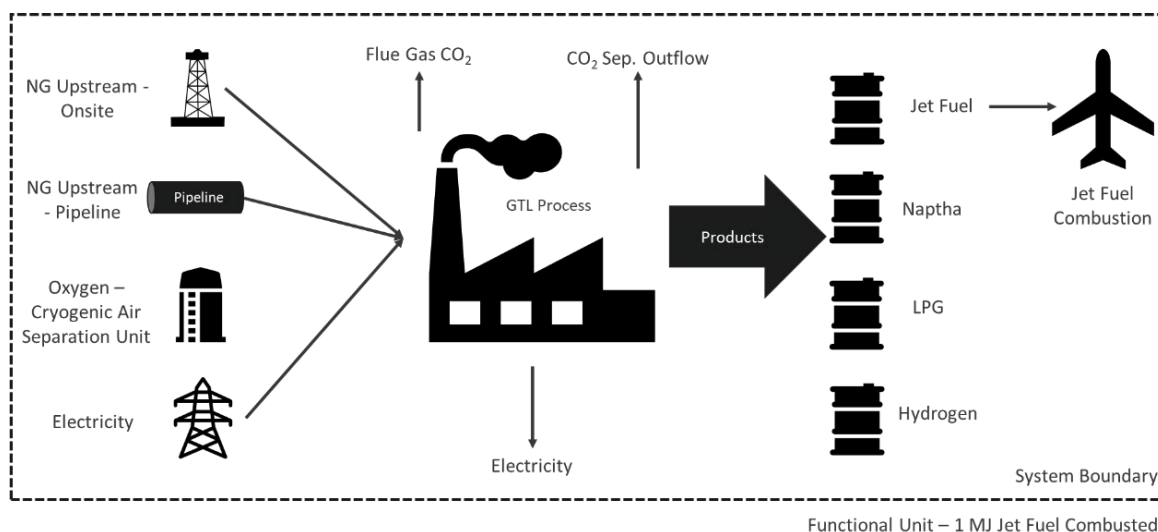 NG Upstream -
Onsite
NG Upstream
- Pipeline
Pipeline
Oxygen –
Cryogenic Air
Separation Unit
Electricity
Flue Gas CO₂
CO₂ Sep. Outflow
GTL Process
Electricity
Products
Jet Fuel
Naptha
LPG
Hydrogen
Jet Fuel
Combustion
System Boundary
Functional Unit – 1 MJ Jet Fuel Combusted